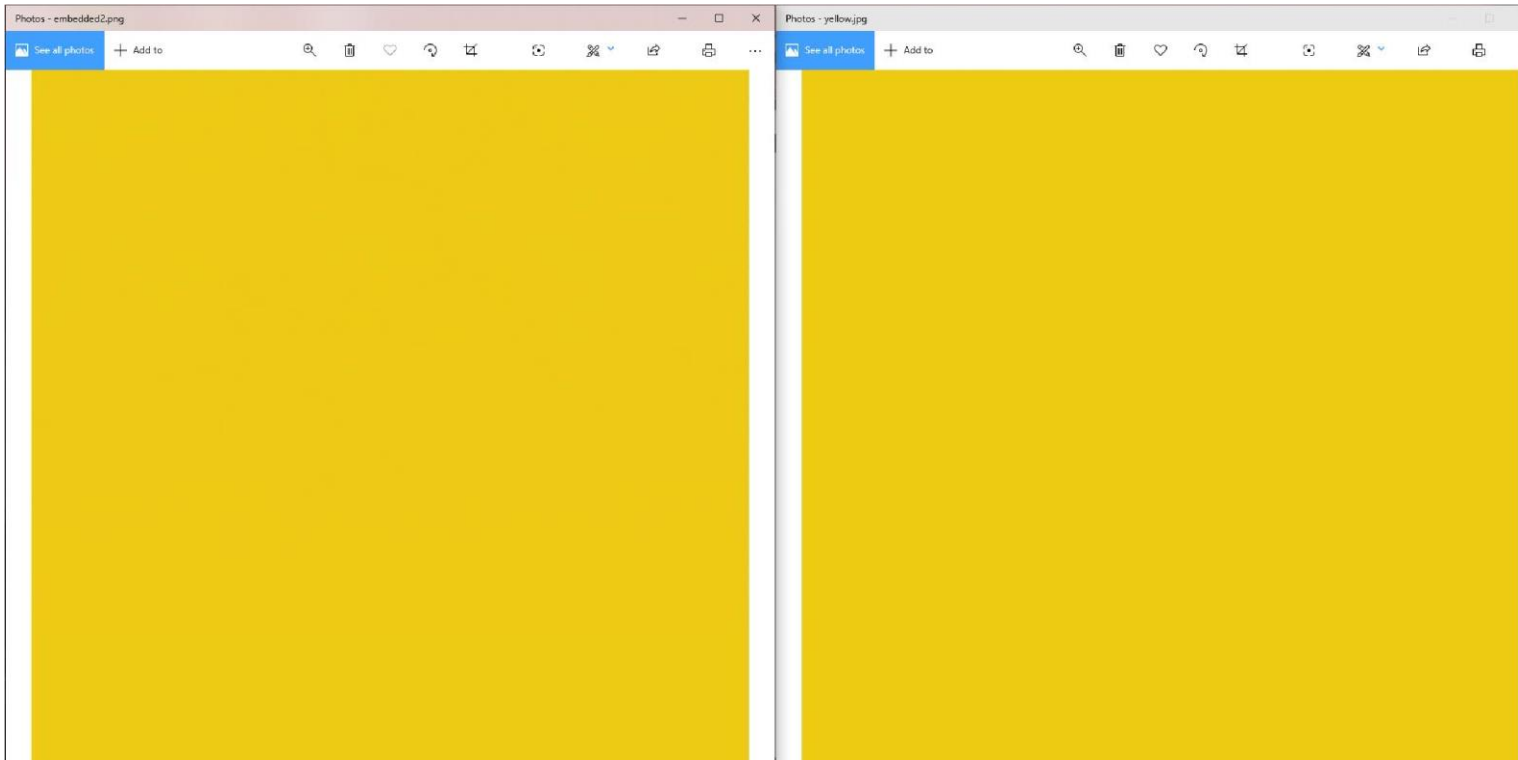 Photos - embedded2.png
See all photos
Add to
Photos - yellow.jpg
See all photos
Add to